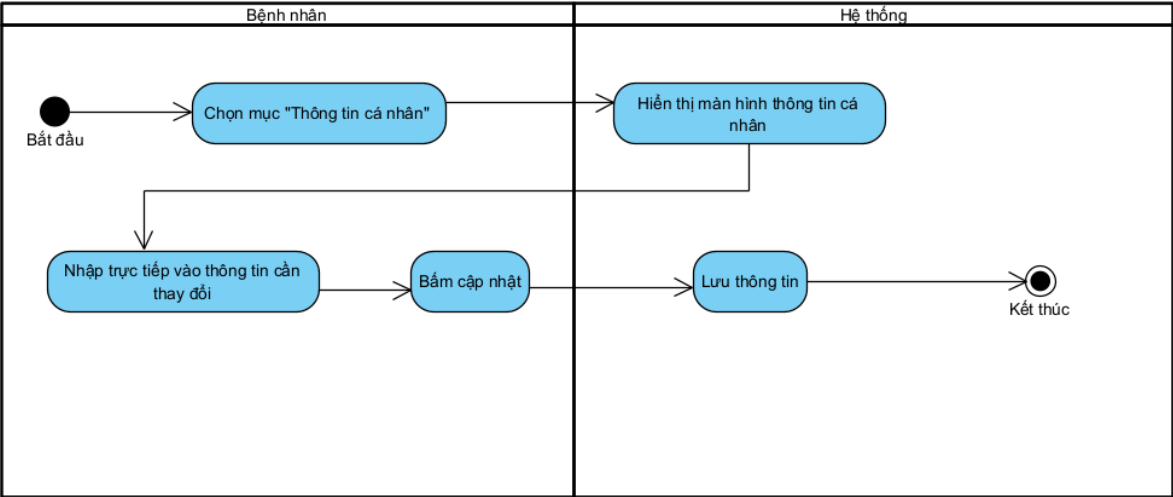 Bệnh nhân
Hệ thống
Bắt đầu
Chọn mục "Thông tin cá nhân"
Hiển thị màn hình thông tin cá
nhân
Nhập trực tiếp vào thông tin cần
thay đổi
Bấm cập nhật
Lưu thông tin
Kết thúc